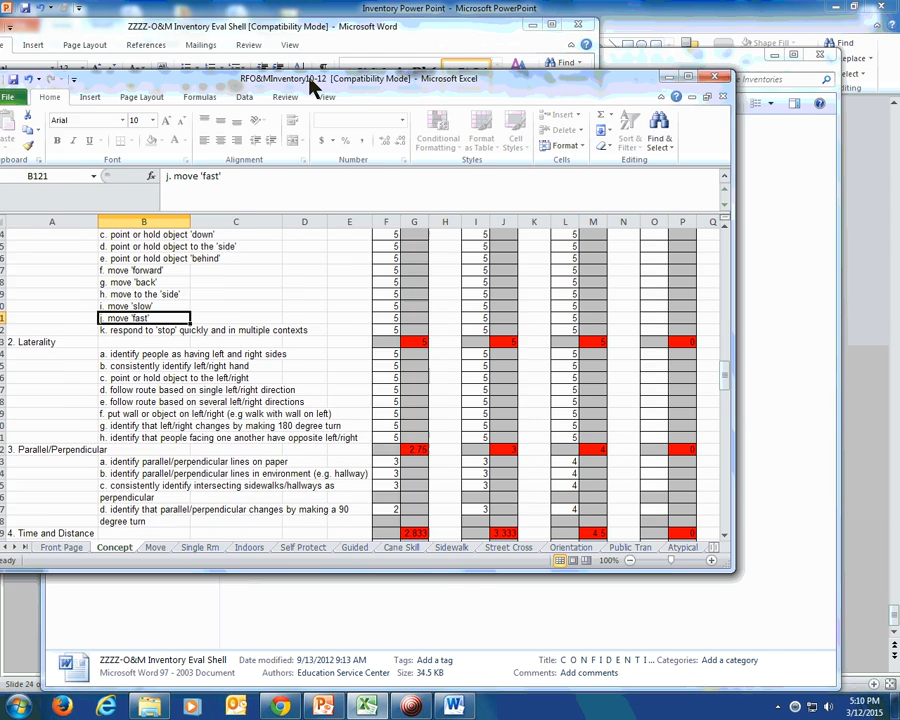 Inventory Power Point - Microsoft PowerPoint
ZZZZ-O&M Inventory Eval Shell [Compatibility Mode] - Microsoft Word
Insert References Mailings Review View
Find
Shape Fill Find
Replace
Select
Inventories
RFO&MInventory10-12 [Compatibility Mode] - Microsoft Excel
File Home Insert Page Layout Formulas Data Review View
Arial 10 Insert
Delete
Format
Conditional Formatting Format as Table Cell Styles Sort & Filter Find & Select
Clipboard Font Alignment Number Styles Cells Editing
B121 fx j. move 'fast'
A B C D E F G H I J K L M N O P Q
c. point or hold object 'down' 5 5 5
d. point or hold object to the 'side' 5 5 5
e. point or hold object 'behind' 5 5 5
f. move 'forward' 5 5 5
g. move 'back' 5 5 5
h. move to the 'side' 5 5 5
i. move 'slow' 5 5 5
j. move 'fast' 5 5 5
k. respond to 'stop' quickly and in multiple contexts 5 5 5
2. Laterality 5 5 5 0
a. identify people as having left and right sides 5 5 5
b. consistently identify left/right hand 5 5 5
c. point or hold object to the left/right 5 5 5
d. follow route based on single left/right direction 5 5 5
e. follow route based on several left/right directions 5 5 5
f. put wall or object on left/right (e.g walk with wall on left) 5 5 5
g. identify that left/right changes by making 180 degree turn 5 5 5
h. identify that people facing one another have opposite left/right 5 5 5
3. Parallel/Perpendicular 2.75 3 4 0
a. identify parallel/perpendicular lines on paper 3 3 4
b. identify parallel/perpendicular lines in environment (e.g. hallway) 3 3 4
c. consistently identify intersecting sidewalks/hallways as 3 3 4
perpendicular
d. identify that parallel/perpendicular changes by making a 90 2 3 4
degree turn
4. Time and Distance 2.833 3.333 4.5 0
Front Page Concept Move Single Rm Indoors Self Protect Guided Cane Skill Sidewalk Street Cross Orientation Public Tran Atypical
Ready 100%
ZZZZ-O&M Inventory Eval Shell Date modified: 9/13/2012 9:13 AM Tags: Add a tag Title: C O N F I D E N T I ... Categories: Add a category
Microsoft Word 97 - 2003 Document Authors: Education Service Center Size: 34.5 KB Comments: Add comments
Slide 24
5:10 PM
3/12/2015